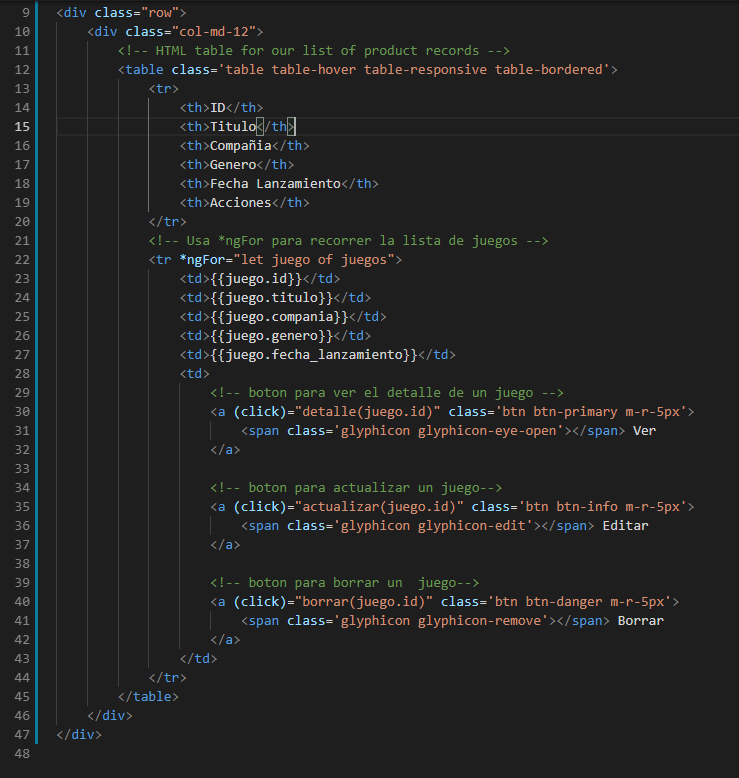 9 <div class="row">
10 <div class="col-md-12">
11 <!-- HTML table for our list of product records -->
12 <table class='table table-hover table-responsive table-bordered'>
13 <tr>
14 <th>ID</th>
15 <th>Titulo</th>
16 <th>Compañia</th>
17 <th>Genero</th>
18 <th>Fecha Lanzamiento</th>
19 <th>Acciones</th>
20 </tr>
21 <!-- Usa *ngFor para recorrer la lista de juegos -->
22 <tr *ngFor="let juego of juegos">
23 <td>{{juego.id}}</td>
24 <td>{{juego.titulo}}</td>
25 <td>{{juego.compania}}</td>
26 <td>{{juego.genero}}</td>
27 <td>{{juego.fecha_lanzamiento}}</td>
28 <td>
29 <!-- boton para ver el detalle de un juego -->
30 <a (click)="detalle(juego.id)" class='btn btn-primary m-r-5px'>
31 <span class='glyphicon glyphicon-eye-open'></span> Ver
32 </a>
33
34 <!-- boton para actualizar un juego-->
35 <a (click)="actualizar(juego.id)" class='btn btn-info m-r-5px'>
36 <span class='glyphicon glyphicon-edit'></span> Editar
37 </a>
38
39 <!-- boton para borrar un  juego-->
40 <a (click)="borrar(juego.id)" class='btn btn-danger m-r-5px'>
41 <span class='glyphicon glyphicon-remove'></span> Borrar
42 </a>
43 </td>
44 </tr>
45 </table>
46 </div>
47 </div>
48